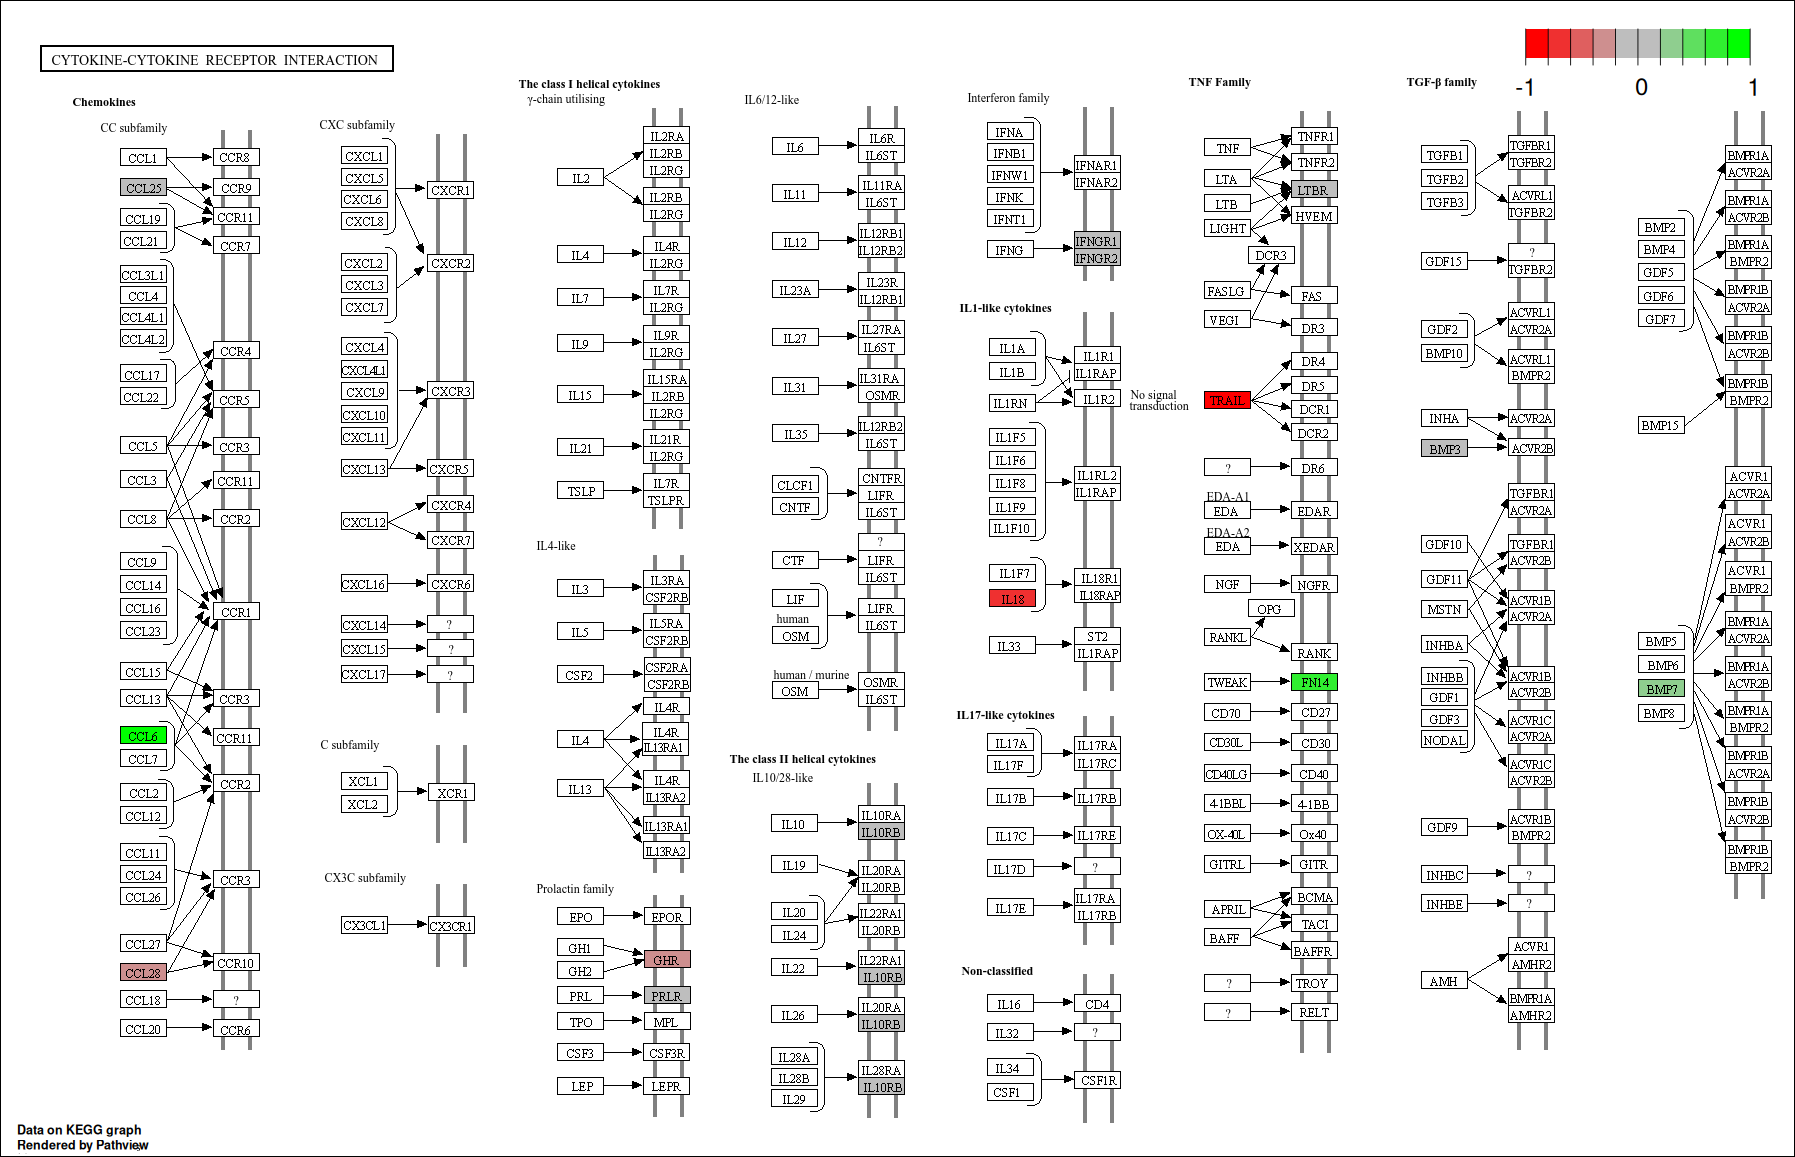 CYTOKINE-CYTOKINE RECEPTOR INTERACTION
-1
0
1
Chemokines
CC subfamily
CCL1
CCR8
CCL25
CCR9
CCL19
CCR11
CCL21
CCR7
CCL3L1
CCL4
CCL4L1
CCL4L2
CCR4
CCL17
CCL22
CCR5
CCL5
CCR3
CCL3
CCR11
CCL8
CCR2
CCL9
CCL14
CCL16
CCR1
CCL23
CCL15
CCL13
CCR3
CCL6
CCR11
CCL7
CCR2
CCL2
CCL12
CCL11
CCL24
CCR3
CCL26
CCL27
CCR10
CCL28
CCL18
?
CCL20
CCR6
CXC subfamily
CXCL1
CXCL5
CXCR1
CXCL6
CXCL8
CXCL2
CXCR2
CXCL3
CXCL7
CXCL4
CXCL4L1
CXCL9
CXCR3
CXCL10
CXCL11
CXCL13
CXCR5
CXCR4
CXCL12
CXCR7
CXCL16
CXCR6
CXCL14
?
CXCL15
?
CXCL17
?
C subfamily
XCL1
XCR1
XCL2
CX3C subfamily
CX3CL1
CX3CR1
The class I helical cytokines
γ-chain utilising
IL2RA
IL2RB
IL2RG
IL2
IL2RB
IL2RG
IL4
IL4R
IL2RG
IL7
IL7R
IL2RG
IL9
IL9R
IL2RG
IL15
IL15RA
IL2RB
IL2RG
IL21
IL21R
IL2RG
TSLP
IL7R
TSLPR
IL4-like
IL3
IL3RA
CSF2RB
IL5
IL5RA
CSF2RB
CSF2
CSF2RA
CSF2RB
IL4R
IL4
IL4R
IL13RA1
IL13
IL4R
IL13RA2
IL13RA1
IL13RA2
Prolactin family
EPO
EPOR
GH1
GHR
GH2
PRL
PRLR
TPO
MPL
CSF3
CSF3R
LEP
LEPR
IL6/12-like
IL6
IL6R
IL6ST
IL11
IL11RA
IL6ST
IL12
IL12RB1
IL12RB2
IL23A
IL23R
IL12RB1
IL27
IL27RA
IL6ST
IL31
IL31RA
OSMR
IL35
IL12RB2
IL6ST
CLCF1
CNTF
CNTFR
LIFR
IL6ST
CTF
?
LIFR
IL6ST
LIF
human
OSM
LIFR
IL6ST
human / murine
OSM
OSMR
IL6ST
The class II helical cytokines
IL10/28-like
IL10
IL10RA
IL10RB
IL19
IL20RA
IL20RB
IL20
IL24
IL22RA1
IL20RB
IL22
IL22RA1
IL10RB
IL26
IL20RA
IL10RB
IL28A
IL28B
IL29
IL28RA
IL10RB
Interferon family
IFNA
IFNB1
IFNW1
IFNK
IFNT1
IFNAR1
IFNAR2
IFNG
IFNGR1
IFNGR2
IL1-like cytokines
IL1A
IL1B
IL1RN
IL1R1
IL1RAP
IL1R2
No signal
transduction
IL1F5
IL1F6
IL1F8
IL1F9
IL1F10
IL1RL2
IL1RAP
IL1F7
IL18
IL18R1
IL18RAP
IL33
ST2
IL1RAP
IL17-like cytokines
IL17A
IL17F
IL17RA
IL17RC
IL17B
IL17RB
IL17C
IL17RE
IL17D
?
IL17E
IL17RA
IL17RB
Non-classified
IL16
CD4
IL32
?
IL34
CSF1
CSF1R
TNF Family
TNF
TNFR1
TNFR2
LTA
LTBR
LTB
HVEM
LIGHT
DCR3
FASLG
FAS
VEGI
DR3
DR4
DR5
TRAIL
DCR1
DCR2
?
DR6
EDA-A1
EDA
EDAR
EDA-A2
EDA
XEDAR
NGF
NGFR
OPG
RANKL
RANK
TWEAK
FN14
CD70
CD27
CD30L
CD30
CD40LG
CD40
4-1BBL
4-1BB
OX-40L
Ox40
GITRL
GITR
BCMA
APRIL
TACI
BAFF
BAFFR
?
TROY
?
RELT
TGF-β family
TGFB1
TGFB2
TGFB3
TGFBR1
TGFBR2
ACVRL1
TGFBR2
GDF15
?
TGFBR2
GDF2
BMP10
ACVRL1
ACVR2A
ACVRL1
BMPR2
INHA
ACVR2A
BMP3
ACVR2B
TGFBR1
ACVR2A
GDF10
TGFBR1
ACVR2B
GDF11
MSTN
ACVR1B
ACVR2A
INHBA
INHBB
GDF1
GDF3
NODAL
ACVR1B
ACVR2B
ACVR1C
ACVR2A
ACVR1C
ACVR2B
GDF9
ACVR1B
BMPR2
INHBC
?
INHBE
?
AMH
ACVR1
AMHR2
BMPR1A
AMHR2
BMP2
BMP4
GDF5
GDF6
GDF7
BMP15
BMPR1A
ACVR2A
BMPR1A
ACVR2B
BMPR1A
BMPR2
BMPR1B
ACVR2A
BMPR1B
ACVR2B
BMPR1B
BMPR2
BMP5
BMP6
BMP7
BMP8
ACVR1
ACVR2A
ACVR1
ACVR2B
ACVR1
BMPR2
BMPR1A
ACVR2A
BMPR1A
ACVR2B
BMPR1A
BMPR2
BMPR1B
ACVR2A
BMPR1B
ACVR2B
BMPR1B
BMPR2
Data on KEGG graph
Rendered by Pathview